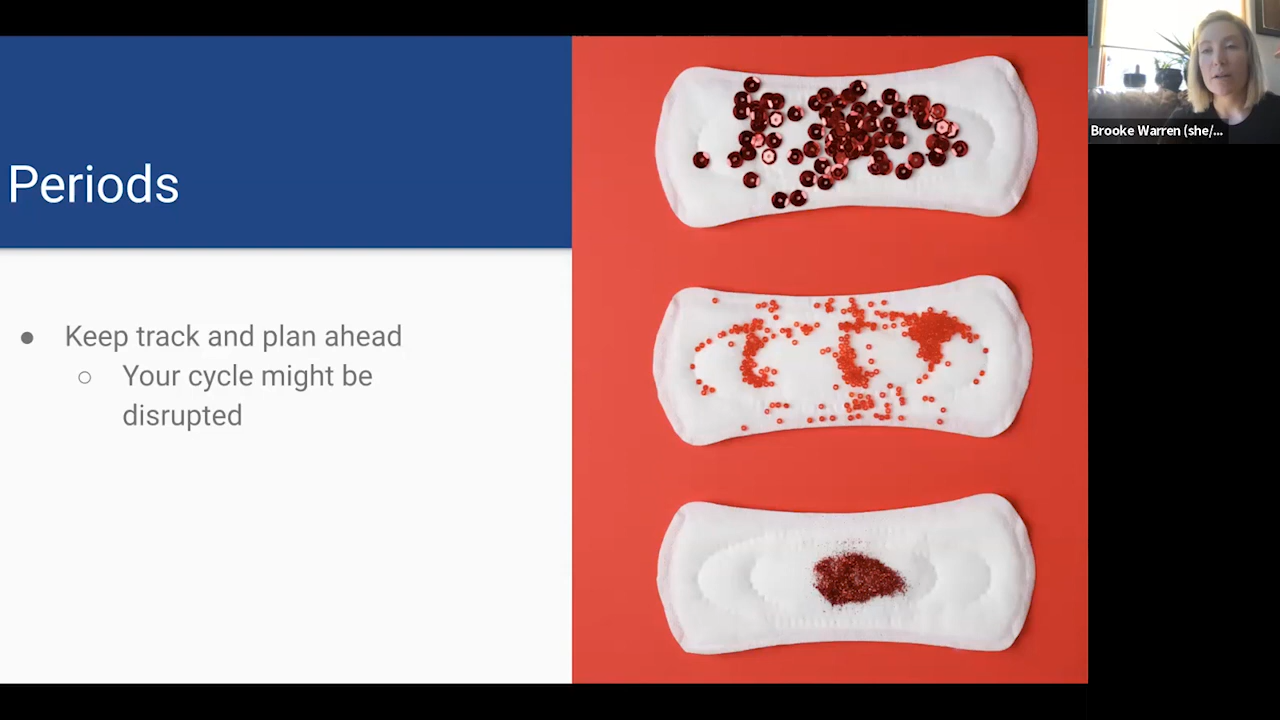 Periods
● Keep track and plan ahead
○ Your cycle might be
disrupted
Brooke Warren (she/...